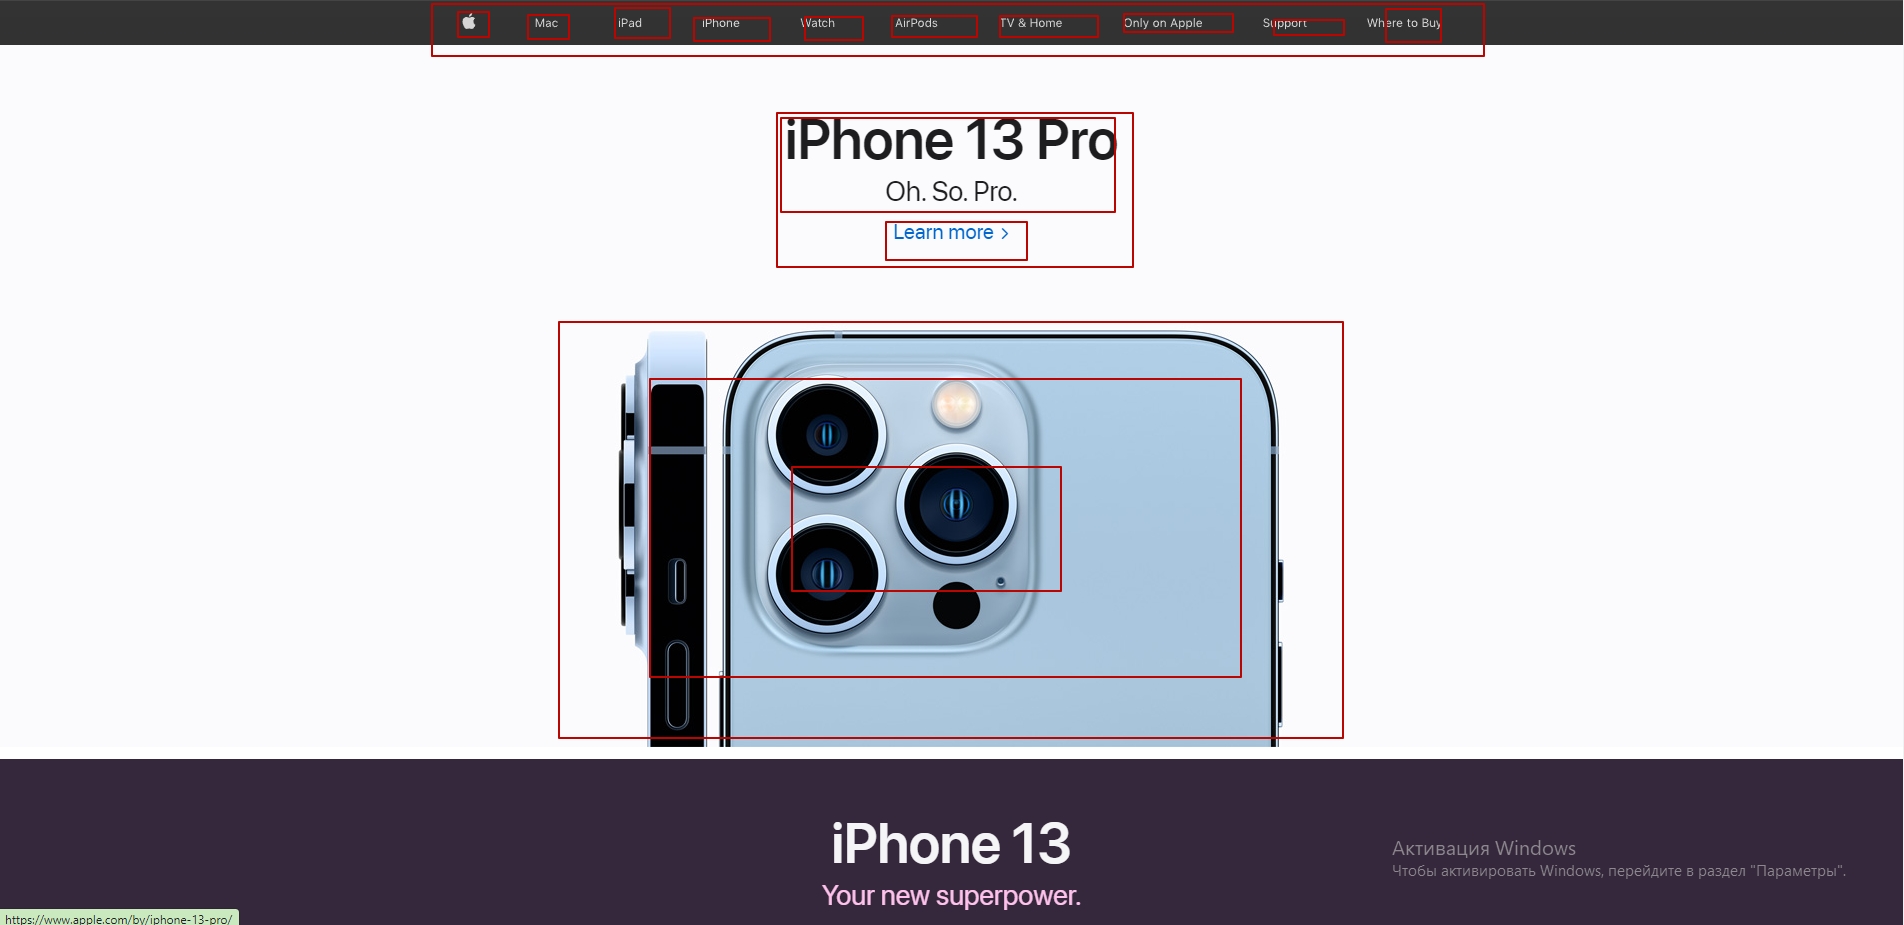 Mac iPad iPhone Watch AirPods TV & Home Only on Apple Support Where to Buy
iPhone 13 Pro
Oh. So. Pro.
Learn more >
iPhone 13
Your new superpower.
Активация Windows
Чтобы активировать Windows, перейдите в раздел "Параметры".
https://www.apple.com/by/iphone-13-pro/